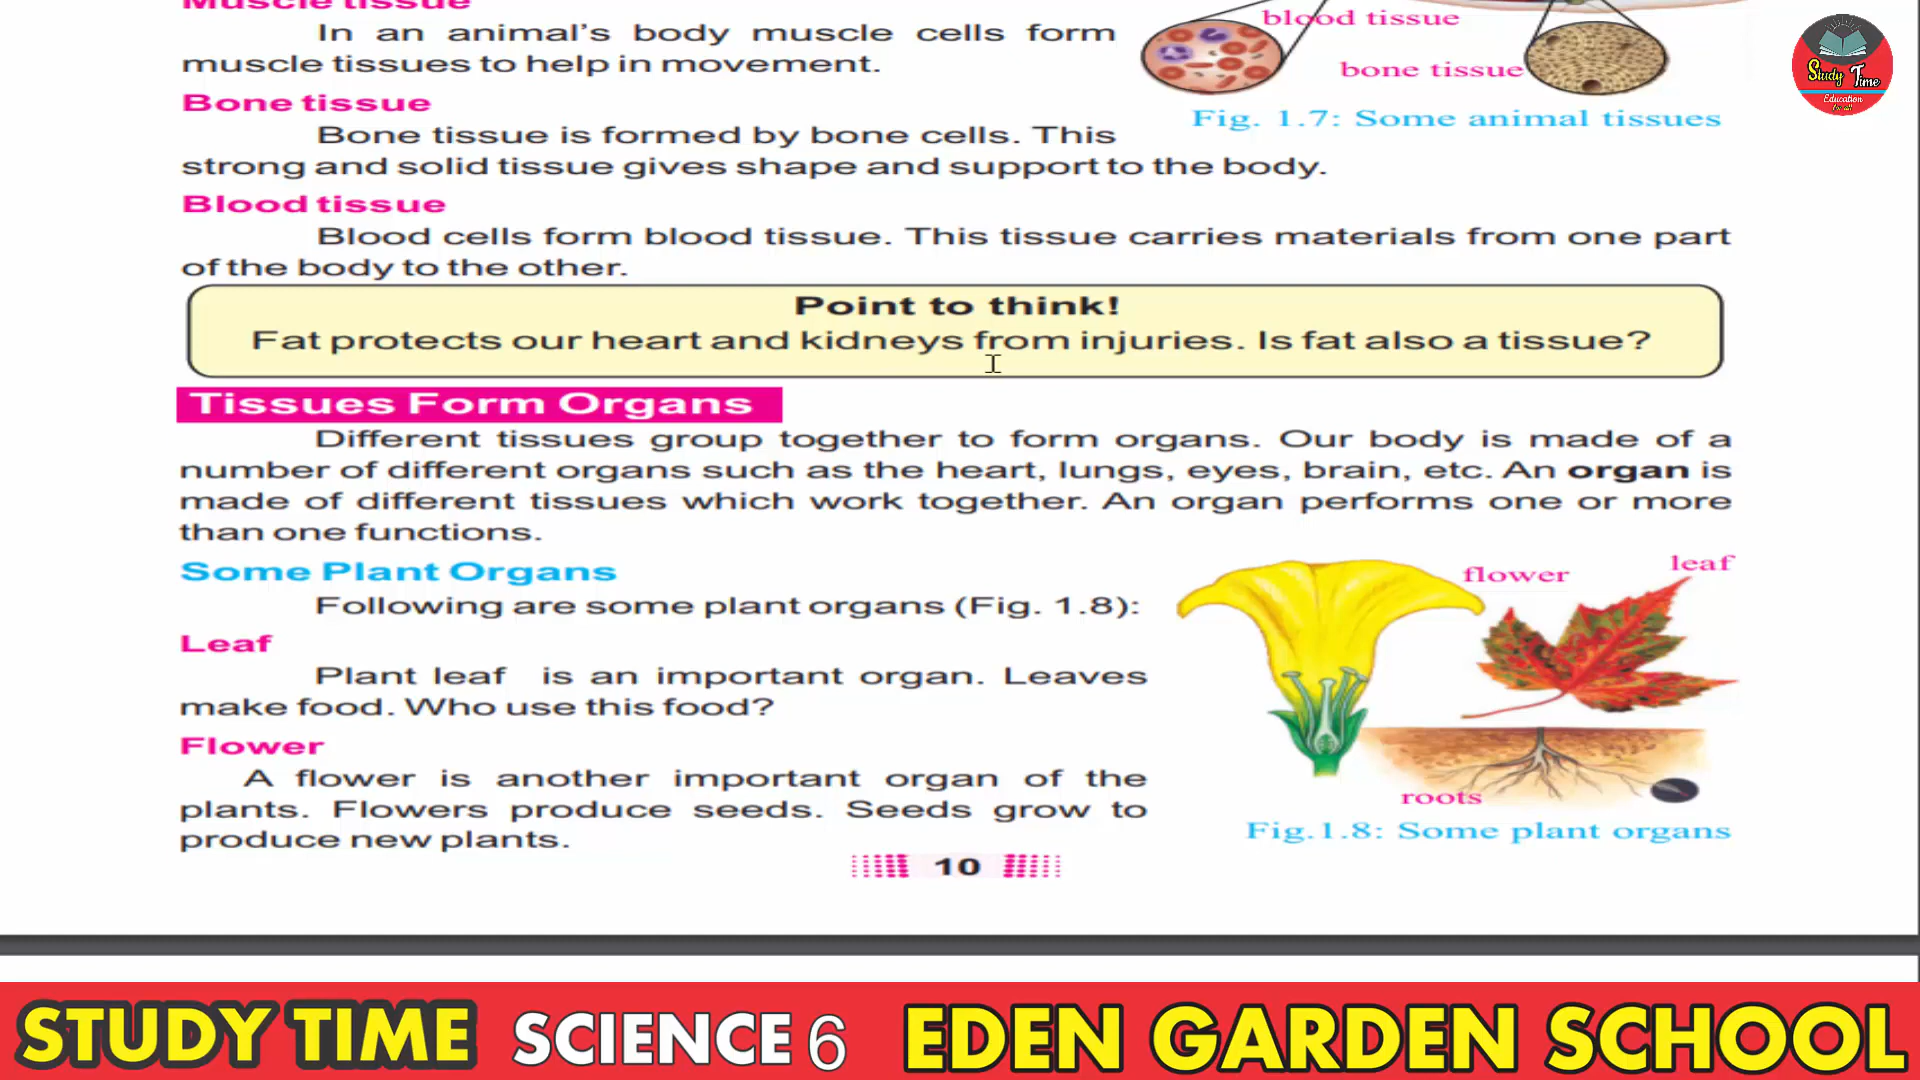 Muscle tissue
In an animal's body muscle cells form
muscle tissues to help in movement.
Bone tissue
Bone tissue is formed by bone cells. This
strong and solid tissue gives shape and support to the body.
Blood tissue
Blood cells form blood tissue. This tissue carries materials from one part
of the body to the other.
blood tissue
bone tissue
Fig. 1.7: Some animal tissues
Study Time
Education
for all
Point to think!
Fat protects our heart and kidneys from injuries. Is fat also a tissue?
Tissues Form Organs
Different tissues group together to form organs. Our body is made of a
number of different organs such as the heart, lungs, eyes, brain, etc. An organ is
made of different tissues which work together. An organ performs one or more
than one functions.
Some Plant Organs
Following are some plant organs (Fig. 1.8):
Leaf
Plant leaf is an important organ. Leaves
make food. Who use this food?
Flower
A flower is another important organ of the
plants. Flowers produce seeds. Seeds grow to
produce new plants.
flower
leaf
roots
Fig.1.8: Some plant organs
10
STUDY TIME SCIENCE 6 EDEN GARDEN SCHOOL